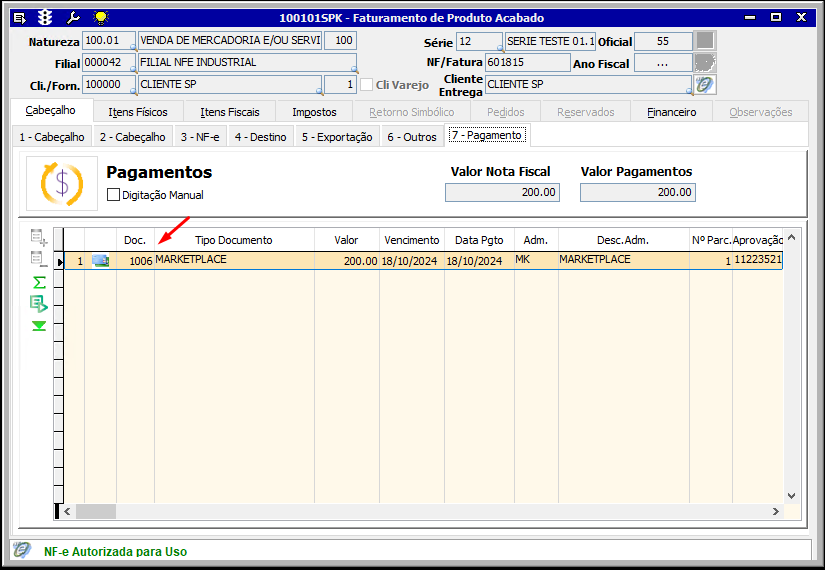 100101SPK - Faturamento de Produto Acabado
Natureza 100.01 VENDA DE MERCADORIA E/OU SERVI 100 Série 12 SERIE TESTE 01.1 Oficial 55
Filial 000042 FILIAL NFE INDUSTRIAL NF/Fatura 601815 Ano Fiscal ...
Cli./Forn. 100000 CLIENTE SP 1 Cli Varejo Cliente Entrega CLIENTE SP
Cabeçalho Itens Físicos Itens Fiscais Impostos Retorno Simbólico Pedidos Reservados Financeiro Observações
1 - Cabeçalho 2 - Cabeçalho 3 - NF-e 4 - Destino 5 - Exportação 6 - Outros 7 - Pagamento
Pagamentos Valor Nota Fiscal Valor Pagamentos
Digitação Manual 200.00 200.00
Doc. Tipo Documento Valor Vencimento Data Pgto Adm. Desc.Adm. Nº Parc. Aprovação
1 1006 MARKETPLACE 200.00 18/10/2024 18/10/2024 MK MARKETPLACE 1 11223521
NF-e Autorizada para Uso